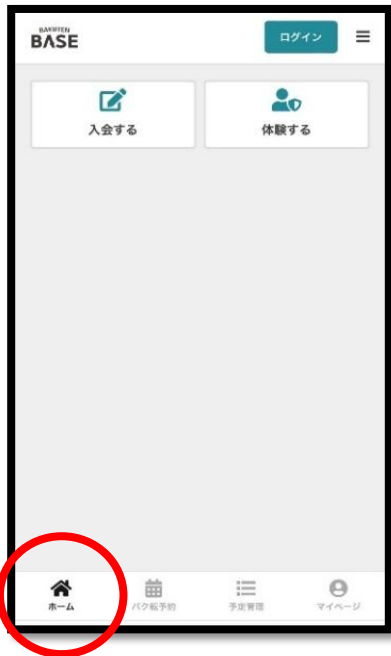 BAKUTEN
BASE
ログイン
入会する
体験する
ホーム
バク転予約
予定管理
マイページ